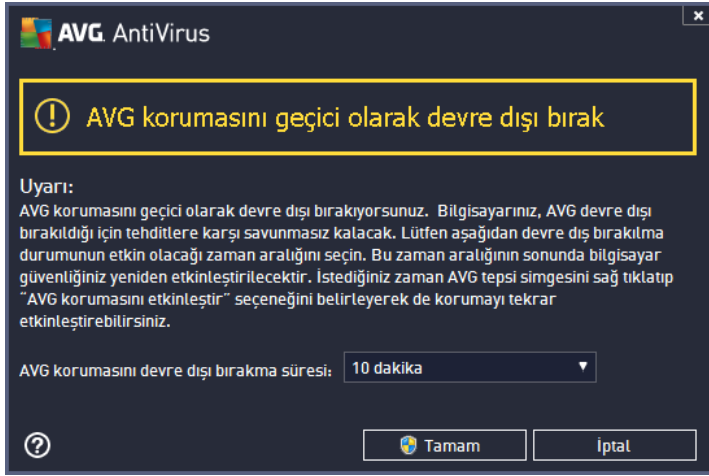 AVG AntiVirus
AVG korumasını geçici olarak devre dışı bırak
Uyarı:
AVG korumasını geçici olarak devre dışı bırakıyorsunuz. Bilgisayarınız, AVG devre dışı
bırakıldığı için tehditlere karşı savunmasız kalacak. Lütfen aşağıdan devre dış bırakılma
durumunun etkin olacağı zaman aralığını seçin. Bu zaman aralığının sonunda bilgisayar
güvenliğiniz yeniden etkinleştirilecektir. İstediğiniz zaman AVG tepsi simgesini sağ tıklatıp
"AVG korumasını etkinleştir" seçeneğini belirleyerek de korumayı tekrar
etkinleştirebilirsiniz.
AVG korumasını devre dışı bırakma süresi: 10 dakika
Tamam İptal